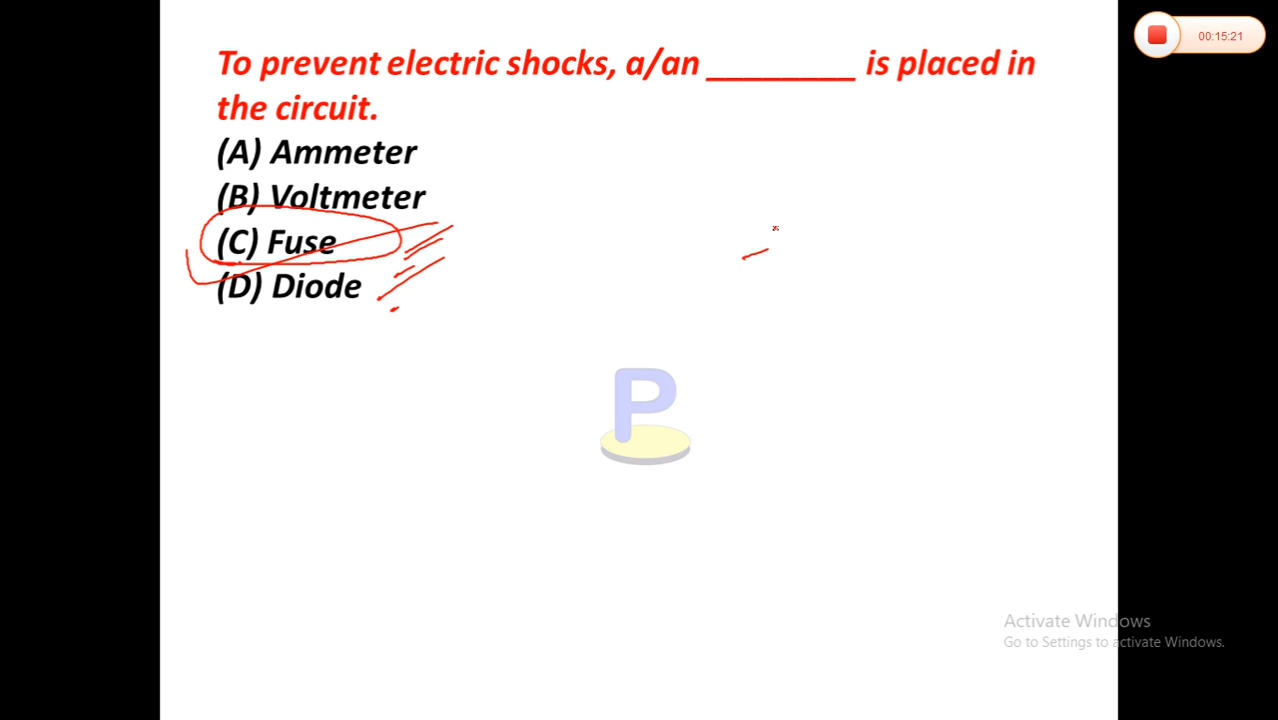 00:15:21
To prevent electric shocks, a/an ________ is placed in
the circuit.
(A) Ammeter
(B) Voltmeter
(C) Fuse
(D) Diode
P
Activate Windows
Go to Settings to activate Windows.